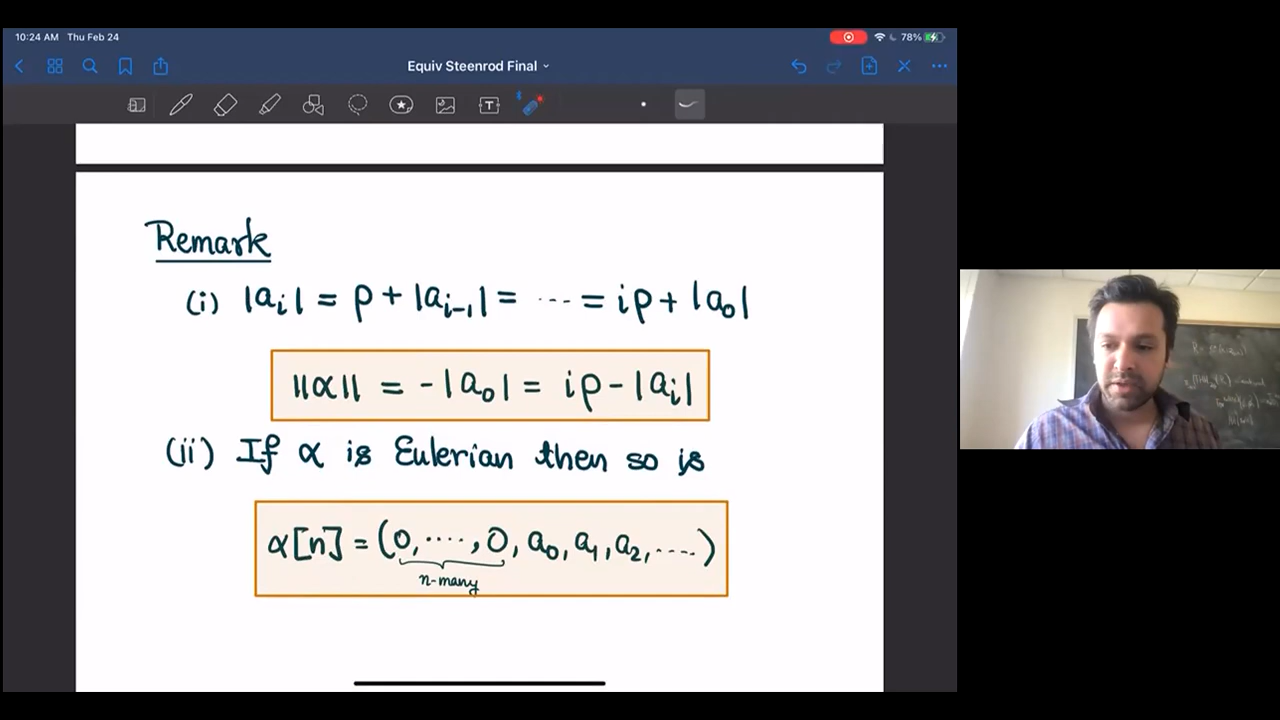 10:24 AM Thu Feb 24
78%
Equiv Steenrod Final
Remark
(i) |a_i| = p + |a_{i-1}| = ... = ip + |a_0|
||α|| = -|a_0| = ip - |a_i|
(ii) If α is Eulerian then so is
α[n] = (0, ...., 0, a_0, a_1, a_2, ....)
n-many